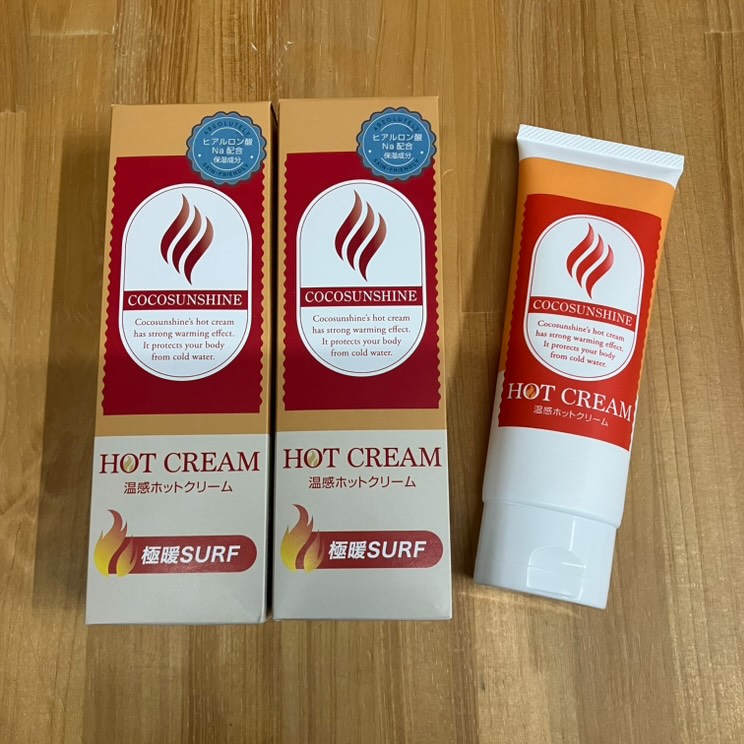 ABSOLUTELY
ヒアルロン酸
Na 配合
保湿成分
SKIN-FRIENDLY
COCOSUNSHINE
Cocosunshine's hot cream
has strong warming effect.
It protects your body
from cold water.
HOT CREAM
温感ホットクリーム
極暖SURF
ABSOLUTELY
ヒアルロン酸
Na 配合
保湿成分
SKIN-FRIENDLY
COCOSUNSHINE
Cocosunshine's hot cream
has strong warming effect.
It protects your body
from cold water.
HOT CREAM
温感ホットクリーム
極暖SURF
COCOSUNSHINE
Cocosunshine's hot cream
has strong warming effect.
It protects your body
from cold water.
HOT CREAM
温感ホットクリーム